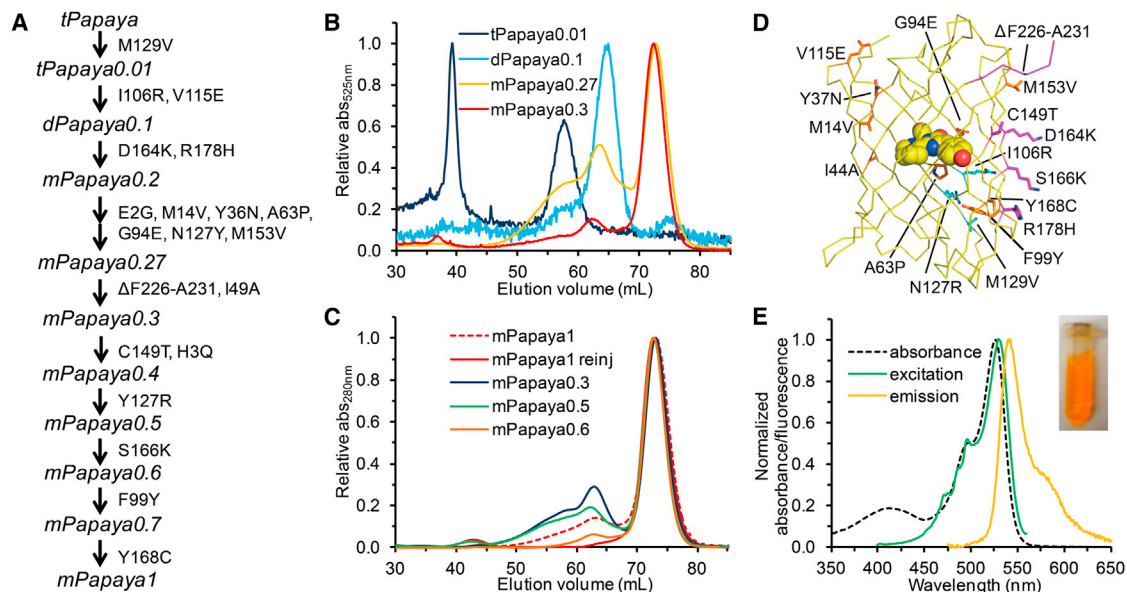 A
tPapaya
M129V
tPapaya0.01
I106R, V115E
dPapaya0.1
D164K, R178H
mPapaya0.2
E2G, M14V, Y36N, A63P,
G94E, N127Y, M153V
mPapaya0.27
ΔF226-A231, I49A
mPapaya0.3
C149T, H3Q
mPapaya0.4
Y127R
mPapaya0.5
S166K
mPapaya0.6
F99Y
mPapaya0.7
Y168C
mPapaya1
B
Relative abs525nm
1.0
0.8
0.6
0.4
0.2
0.0
30 40 50 60 70 80
Elution volume (mL)
tPapaya0.01
dPapaya0.1
mPapaya0.27
mPapaya0.3
C
Relative abs280nm
1.0
0.8
0.6
0.4
0.2
0.0
30 40 50 60 70 80
Elution volume (mL)
mPapaya1
mPapaya1 reinj
mPapaya0.3
mPapaya0.5
mPapaya0.6
D
G94E
ΔF226-A231
V115E
M153V
Y37N
C149T
M14V
D164K
I106R
I44A
S166K
Y168C
R178H
A63P
F99Y
N127R
M129V
E
Normalized
absorbance/fluorescence
1.0
0.8
0.6
0.4
0.2
0.0
350 400 450 500 550 600 650
Wavelength (nm)
absorbance
excitation
emission